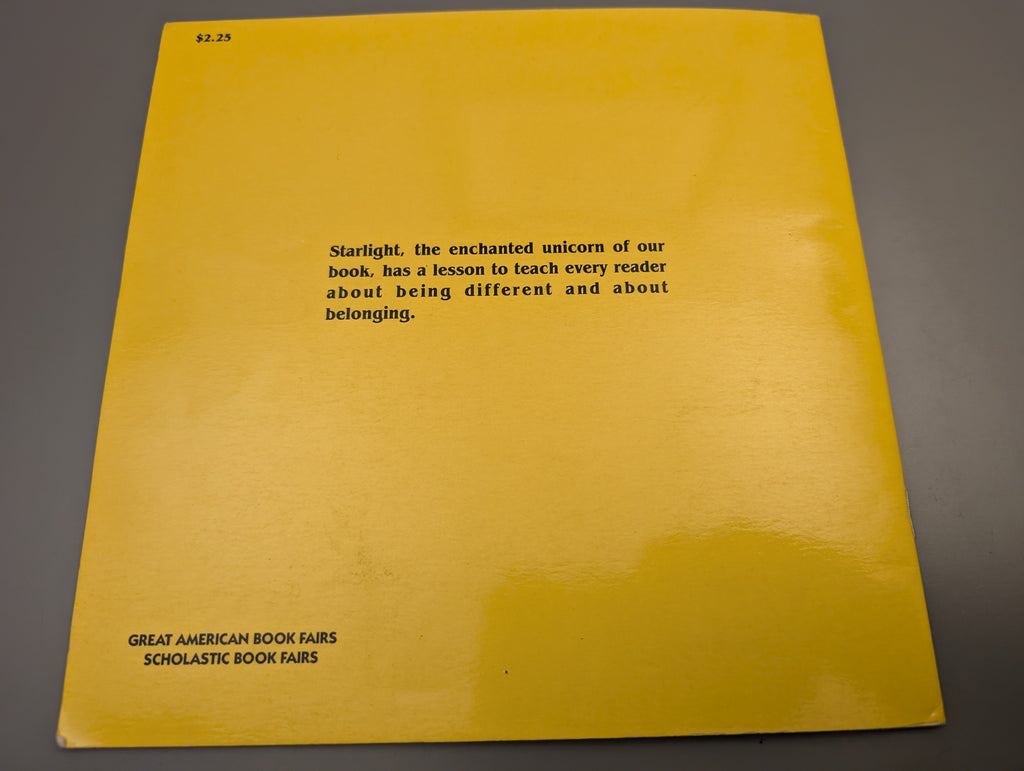 $2.25
Starlight, the enchanted unicorn of our
book, has a lesson to teach every reader
about being different and about
belonging.
GREAT AMERICAN BOOK FAIRS
SCHOLASTIC BOOK FAIRS